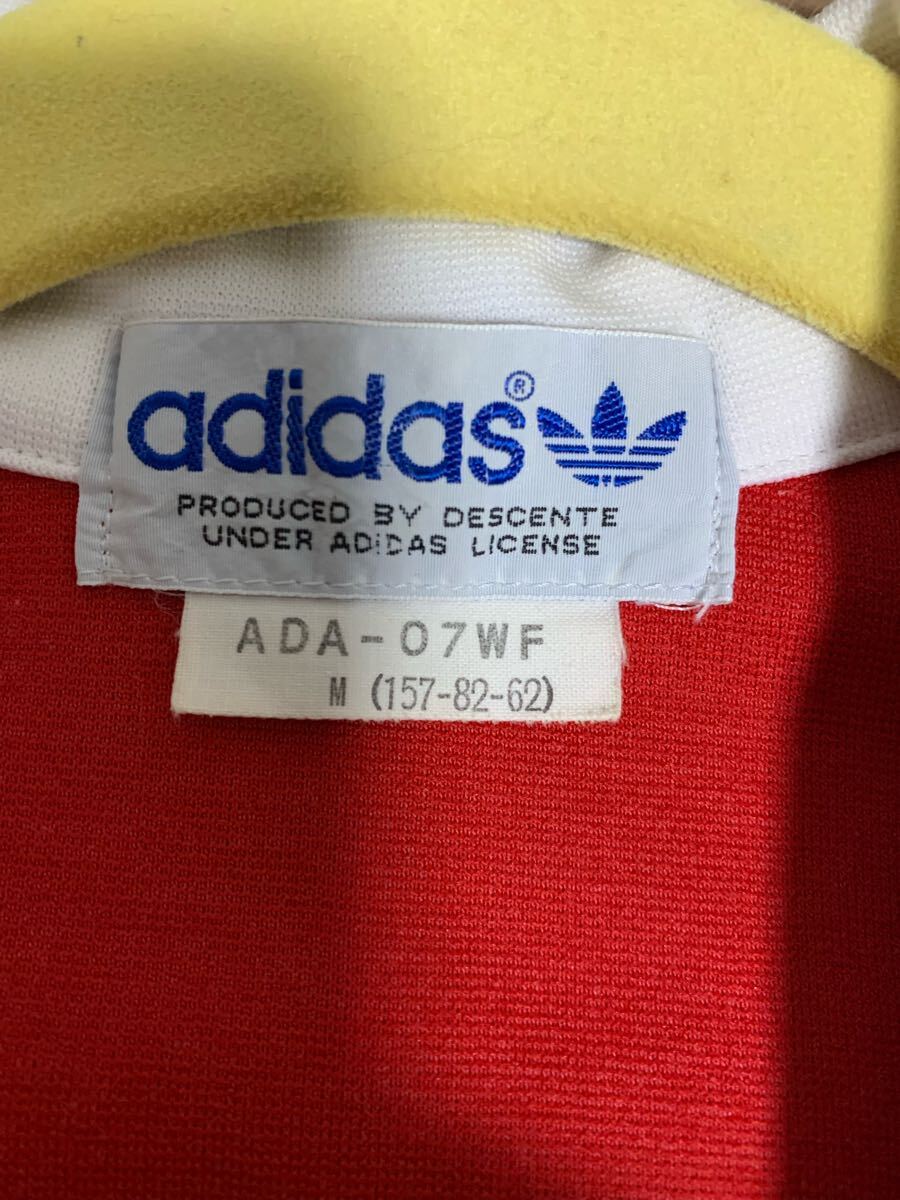 adidas®
PRODUCED BY DESCENTE
UNDER ADIDAS LICENSE
ADA-07WF
M (157-82-62)